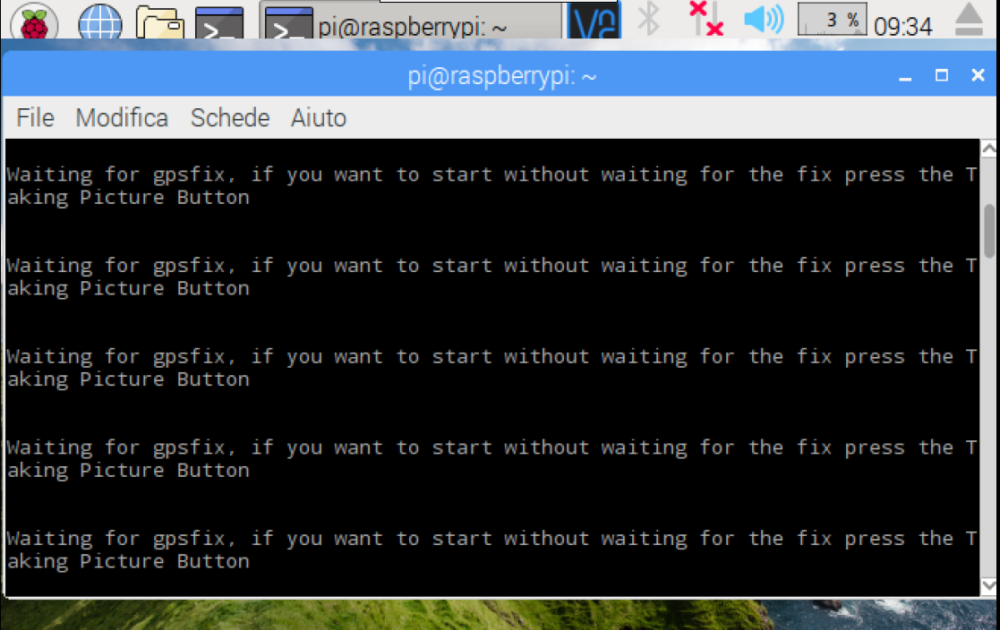 pi@raspberrypi: ~
3 %
09:34
pi@raspberrypi: ~
File Modifica Schede Aiuto
Waiting for gpsfix, if you want to start without waiting for the fix press the T
aking Picture Button
Waiting for gpsfix, if you want to start without waiting for the fix press the T
aking Picture Button
Waiting for gpsfix, if you want to start without waiting for the fix press the T
aking Picture Button
Waiting for gpsfix, if you want to start without waiting for the fix press the T
aking Picture Button
Waiting for gpsfix, if you want to start without waiting for the fix press the T
aking Picture Button